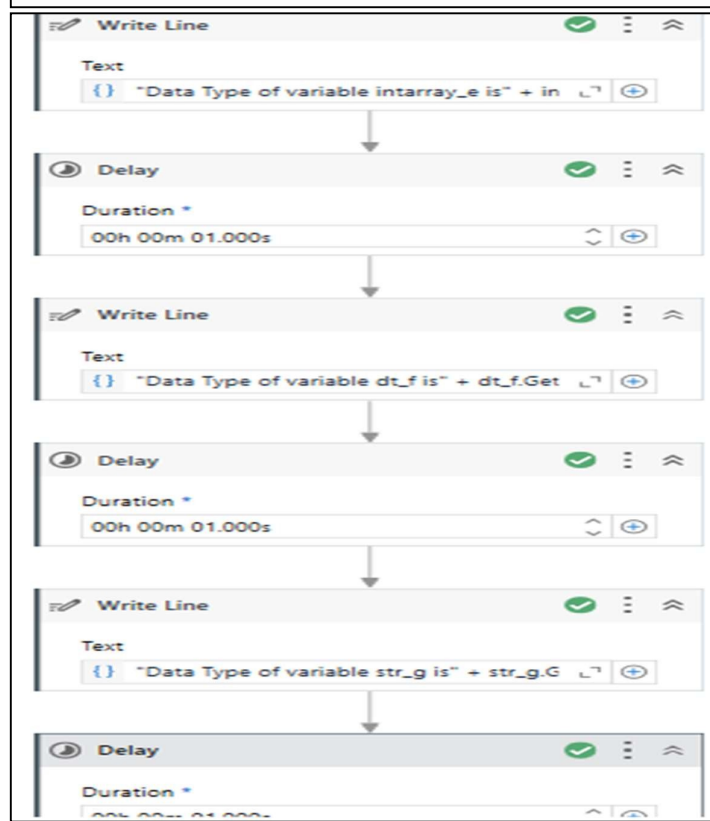 Write Line
Text
"Data Type of variable intarray_e is" + in
Delay
Duration *
00h 00m 01.000s
Write Line
Text
"Data Type of variable dt_f is" + dt_f.Get
Delay
Duration *
00h 00m 01.000s
Write Line
Text
"Data Type of variable str_g is" + str_g.G
Delay
Duration *